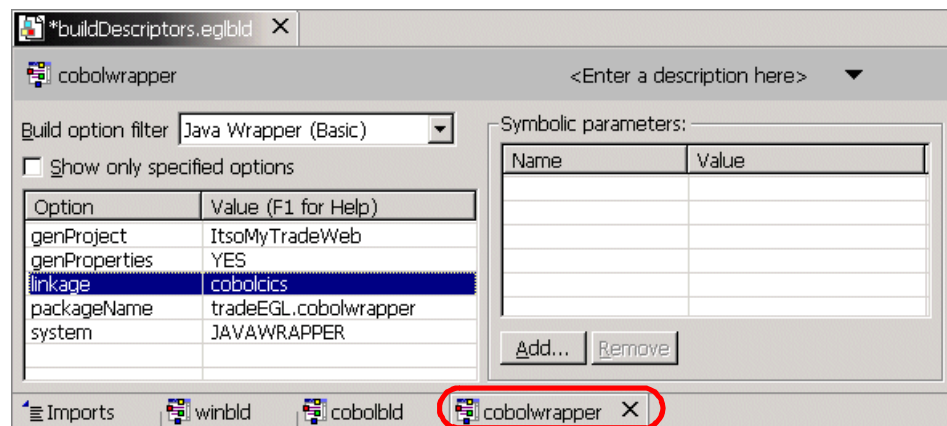 *buildDescriptors.eglbld
cobolwrapper <Enter a description here>
Build option filter Java Wrapper (Basic)
Show only specified options
Option Value (F1 for Help)
genProject ItsoMyTradeWeb
genProperties YES
linkage cobolcics
packageName tradeEGL.cobolwrapper
system JAVAWRAPPER
Symbolic parameters:
Name Value
Add... Remove
Imports winbld cobolbld cobolwrapper